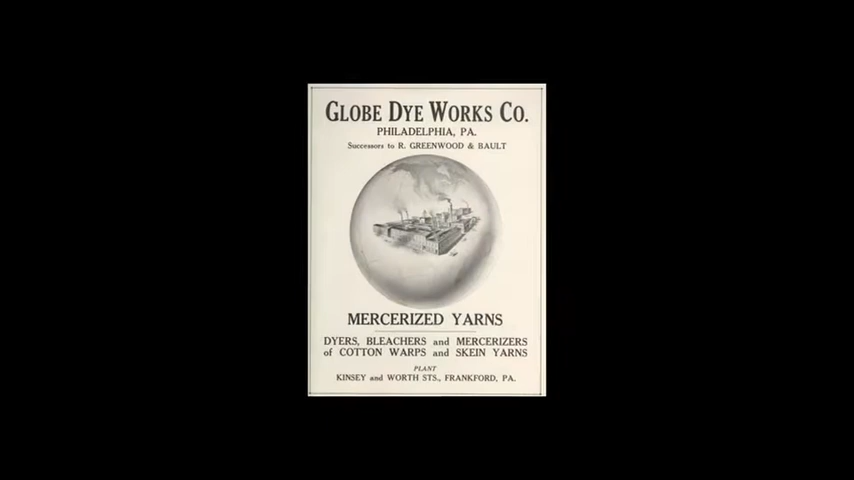 GLOBE DYE WORKS CO.
PHILADELPHIA, PA.
Successors to R. GREENWOOD & BAULT
MERCERIZED YARNS
DYERS, BLEACHERS and MERCERIZERS
of COTTON WARPS and SKEIN YARNS
PLANT
KINSEY and WORTH STS., FRANKFORD, PA.